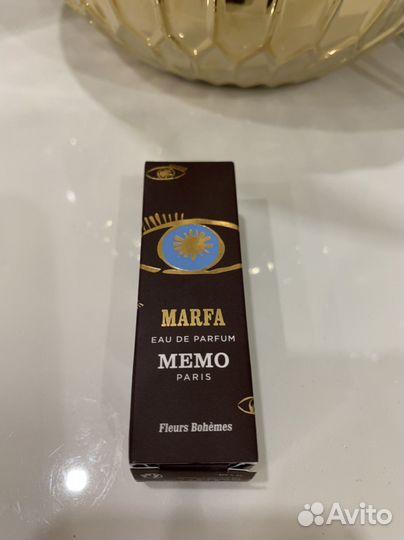 MARFA
EAU DE PARFUM
MEMO
PARIS
Fleurs Bohèmes
Avito